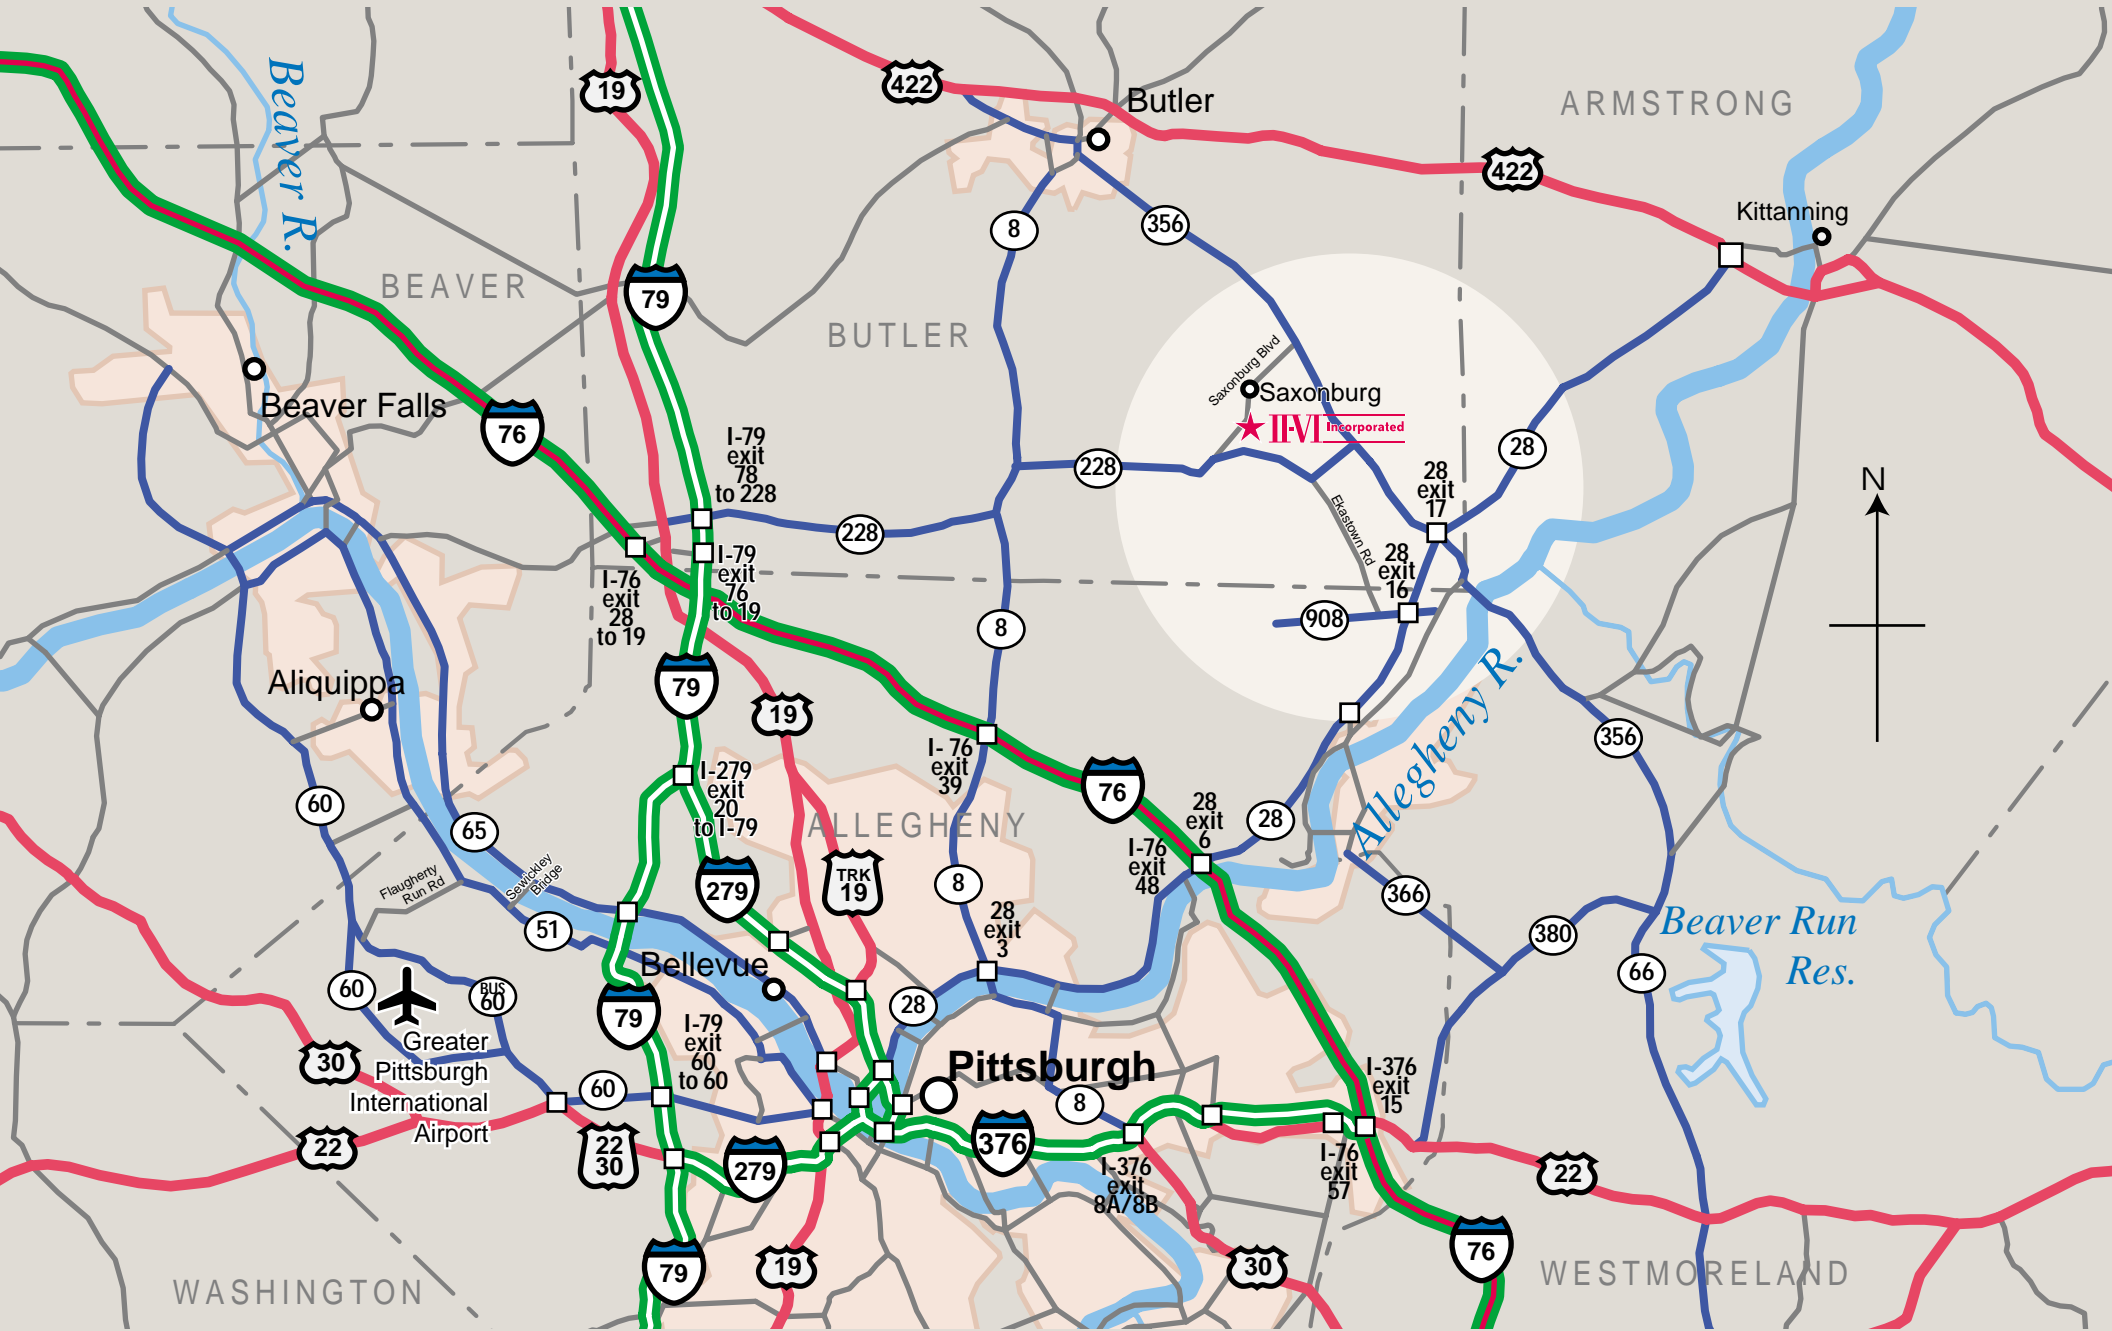 19
422
Butler
ARMSTRONG
Beaver R.
422
Kittanning
8
356
BEAVER
79
BUTLER
Saxonburg Blvd
Saxonburg
II-VI Incorporated
Beaver Falls
76
I-79
exit
78
to 228
228
28
28
exit
17
N
228
Ekastown Rd
I-79
exit
76
to 19
28
exit
16
I-76
exit
28
to 19
908
8
Aliquippa
79
19
Allegheny R.
356
I- 76
exit
39
76
I-279
exit
20
to I-79
60
65
ALLEGHENY
28
exit
6
28
I-76
exit
48
Flaugherty
Run Rd
Sewickley
Bridge
279
TRK
19
8
366
51
28
exit
3
380
Beaver Run
Res.
Bellevue
66
60
BUS
60
79
28
I-79
exit
60
to 60
Greater
Pittsburgh
International
Airport
30
Pittsburgh
I-376
exit
15
60
8
22
22
30
279
376
I-376
exit
8A/8B
I-76
exit
57
22
79
19
30
76
WASHINGTON
WESTMORELAND